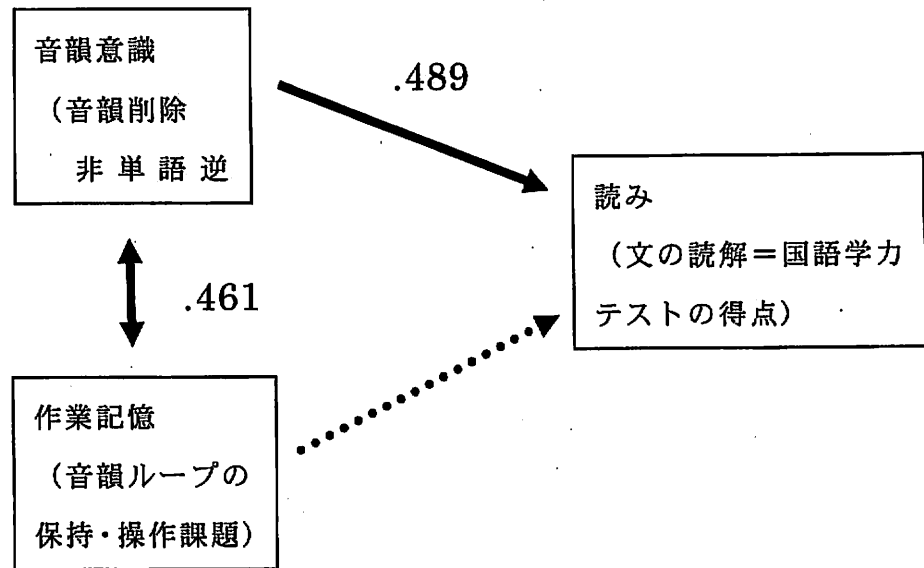 音韻意識
（音韻削除
非単語逆
.489
読み
（文の読解＝国語学力
テストの得点）
.461
作業記憶
（音韻ループの
保持・操作課題）